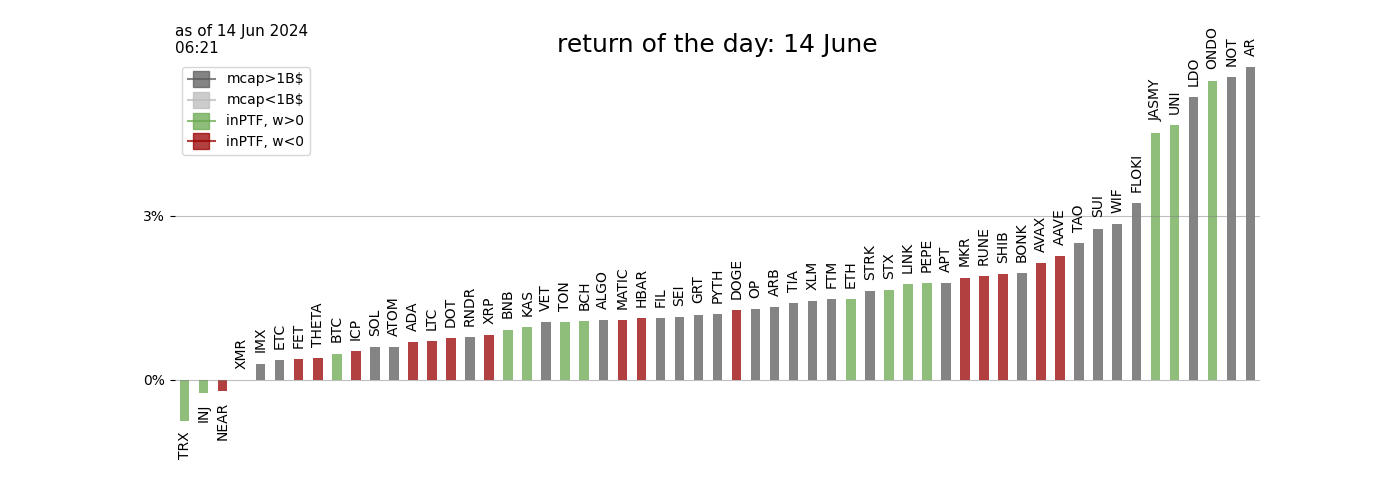 as of 14 Jun 2024
06:21
return of the day: 14 June
mcap>1B$
mcap<1B$
inPTF, w>0
inPTF, w<0
3%
0%
TRX
INJ
NEAR
XMR
IMX
ETC
FET
THETA
BTC
ICP
SOL
ATOM
ADA
LTC
DOT
RNDR
XRP
BNB
KAS
VET
TON
BCH
ALGO
MATIC
HBAR
FIL
SEI
GRT
PYTH
DOGE
OP
ARB
TIA
XLM
FTM
ETH
STRK
STX
LINK
PEPE
APT
MKR
RUNE
SHIB
BONK
AVAX
AAVE
TAO
SUI
WIF
FLOKI
JASMY
UNI
LDO
ONDO
NOT
AR